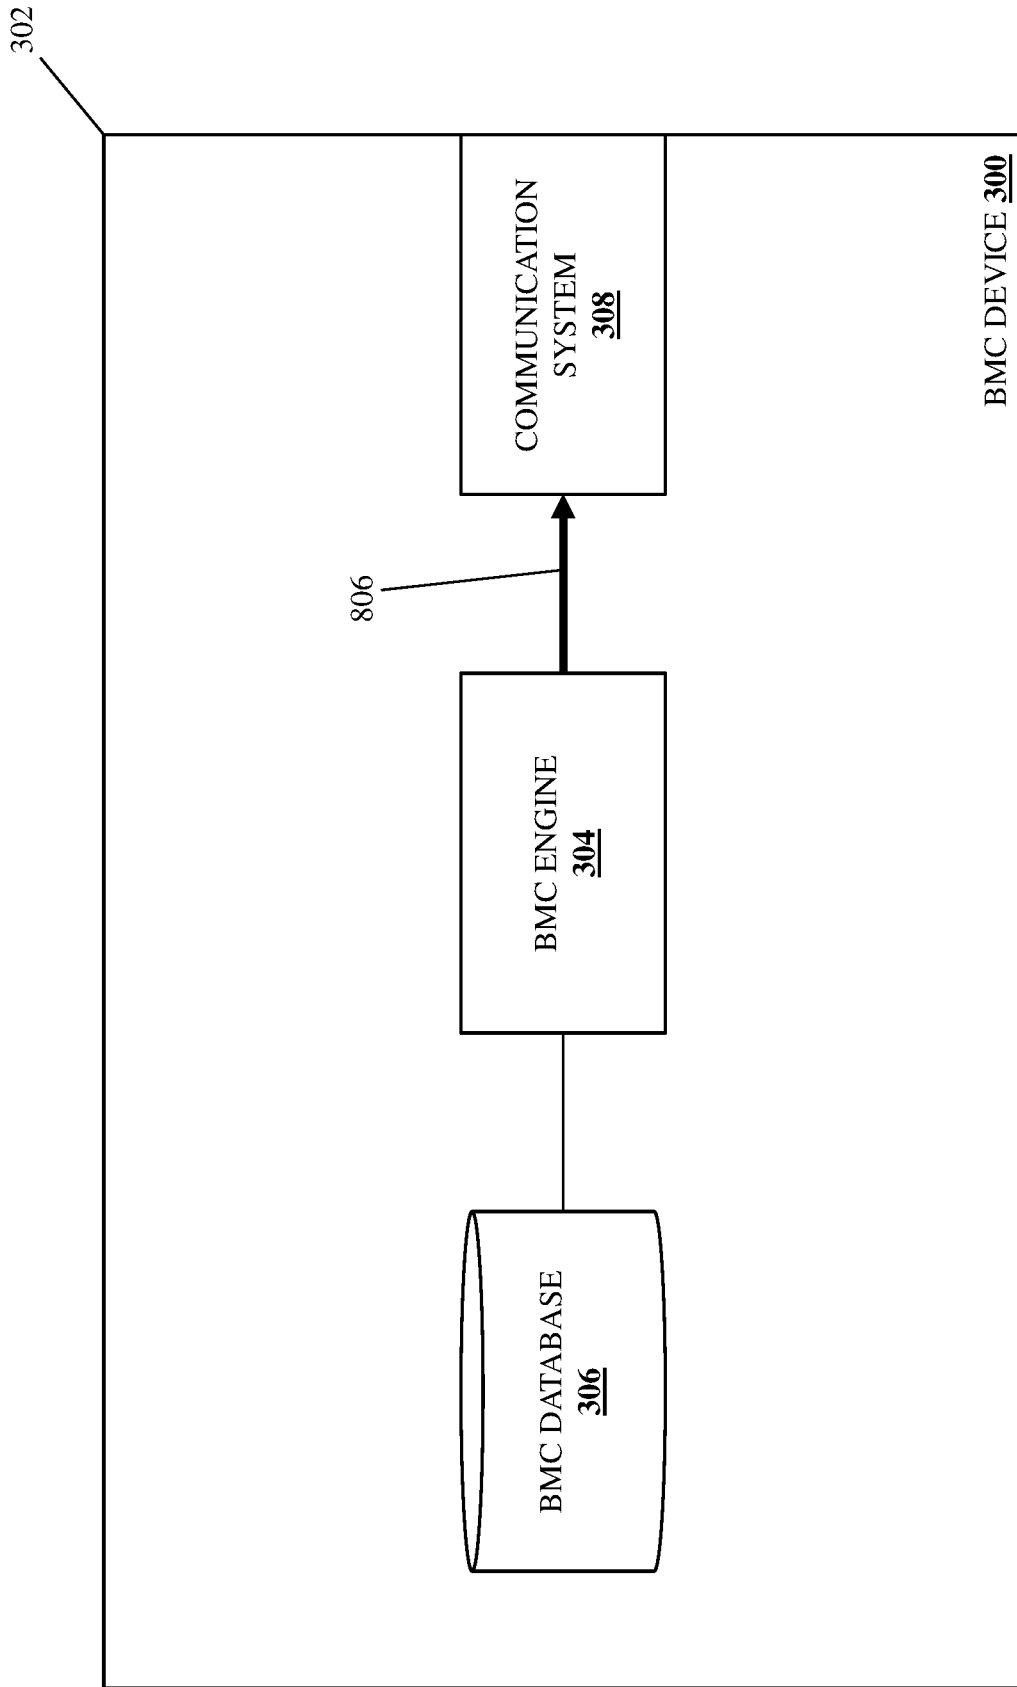 302
COMMUNICATION
SYSTEM
308
806
BMC ENGINE
304
BMC DATABASE
306
BMC DEVICE 300